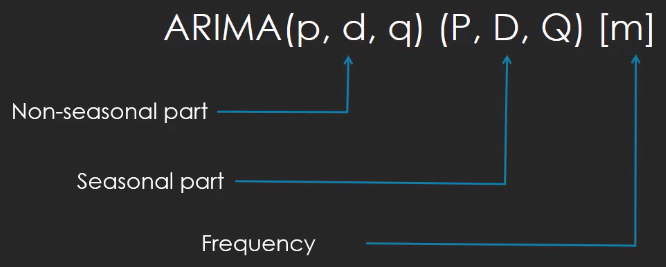 ARIMA(p, d, q) (P, D, Q) [m]
Non-seasonal part
Seasonal part
Frequency